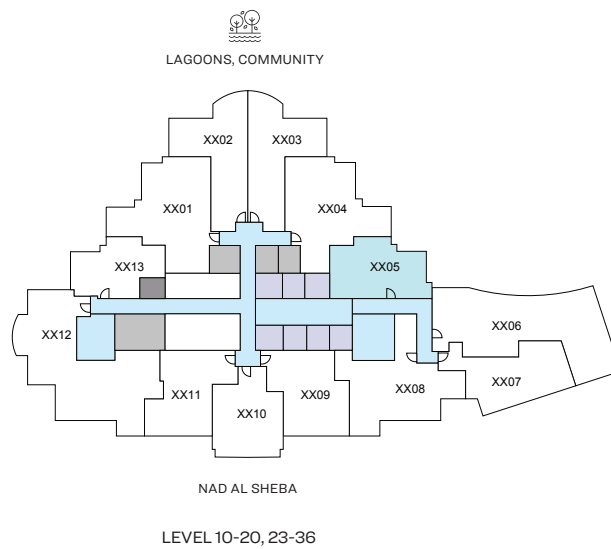 LAGOONS, COMMUNITY
XX02
XX03
XX01
XX04
XX13
XX05
XX12
XX06
XX11
XX10
XX09
XX08
XX07
NAD AL SHEBA
LEVEL 10-20, 23-36